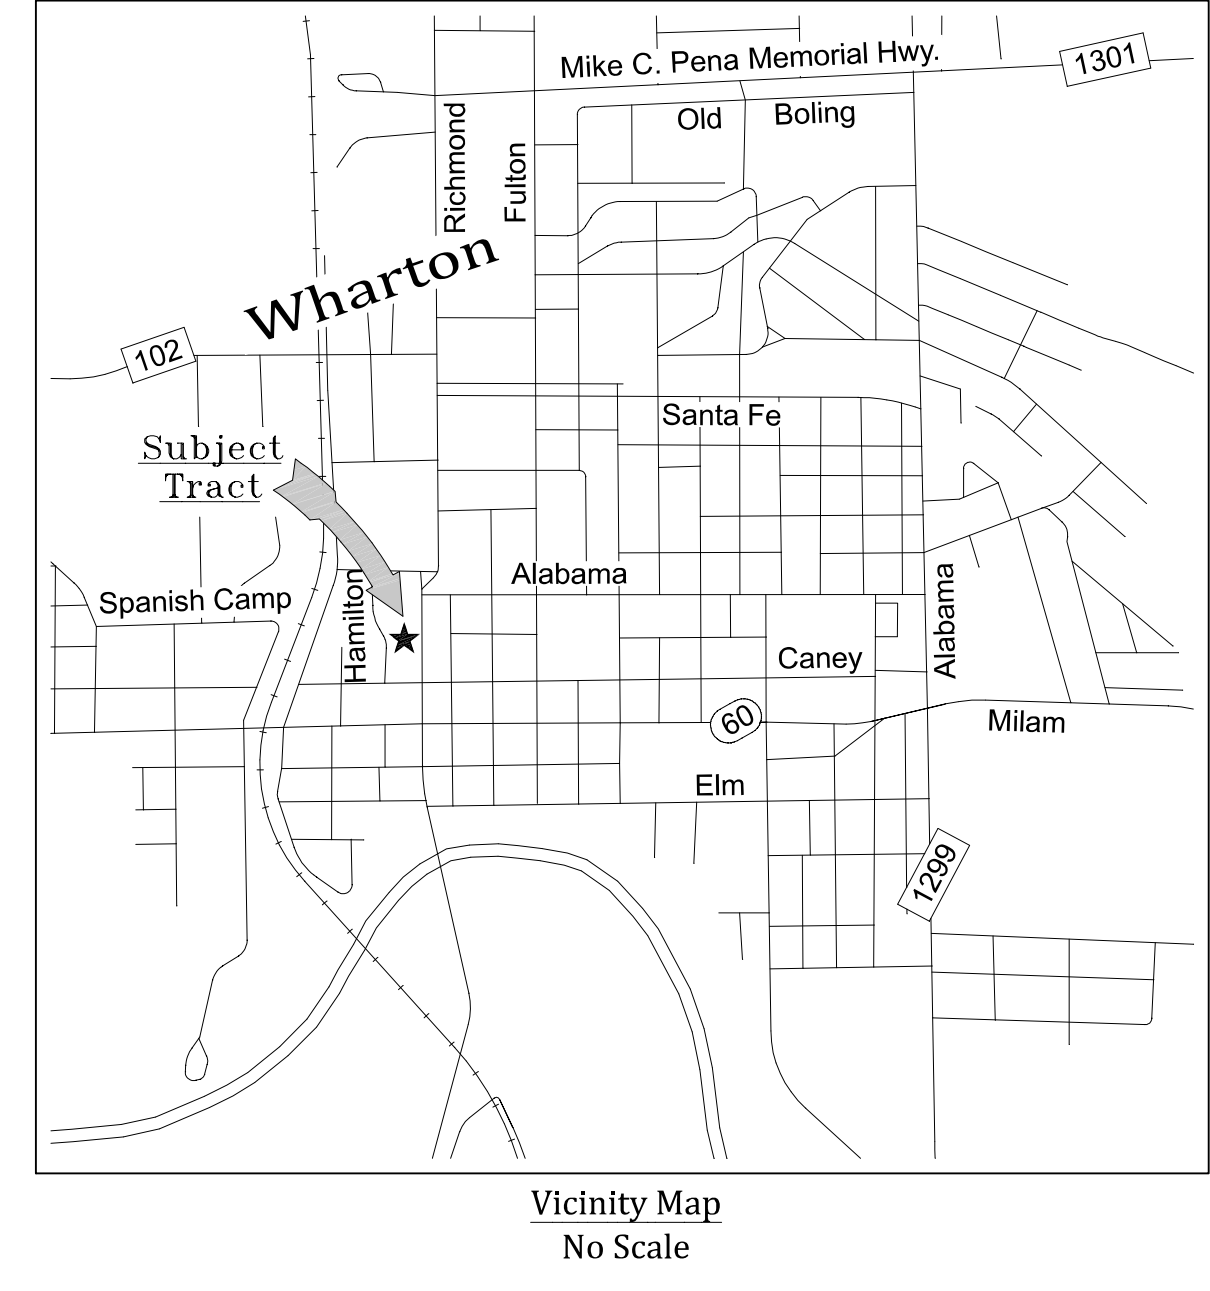 Mike C. Pena Memorial Hwy.
1301
Richmond
Fulton
Old
Boling
Wharton
102
Santa Fe
Subject
Tract
Alabama
Spanish Camp
Hamilton
Alabama
Caney
60
Milam
Elm
1299
Vicinity Map
No Scale